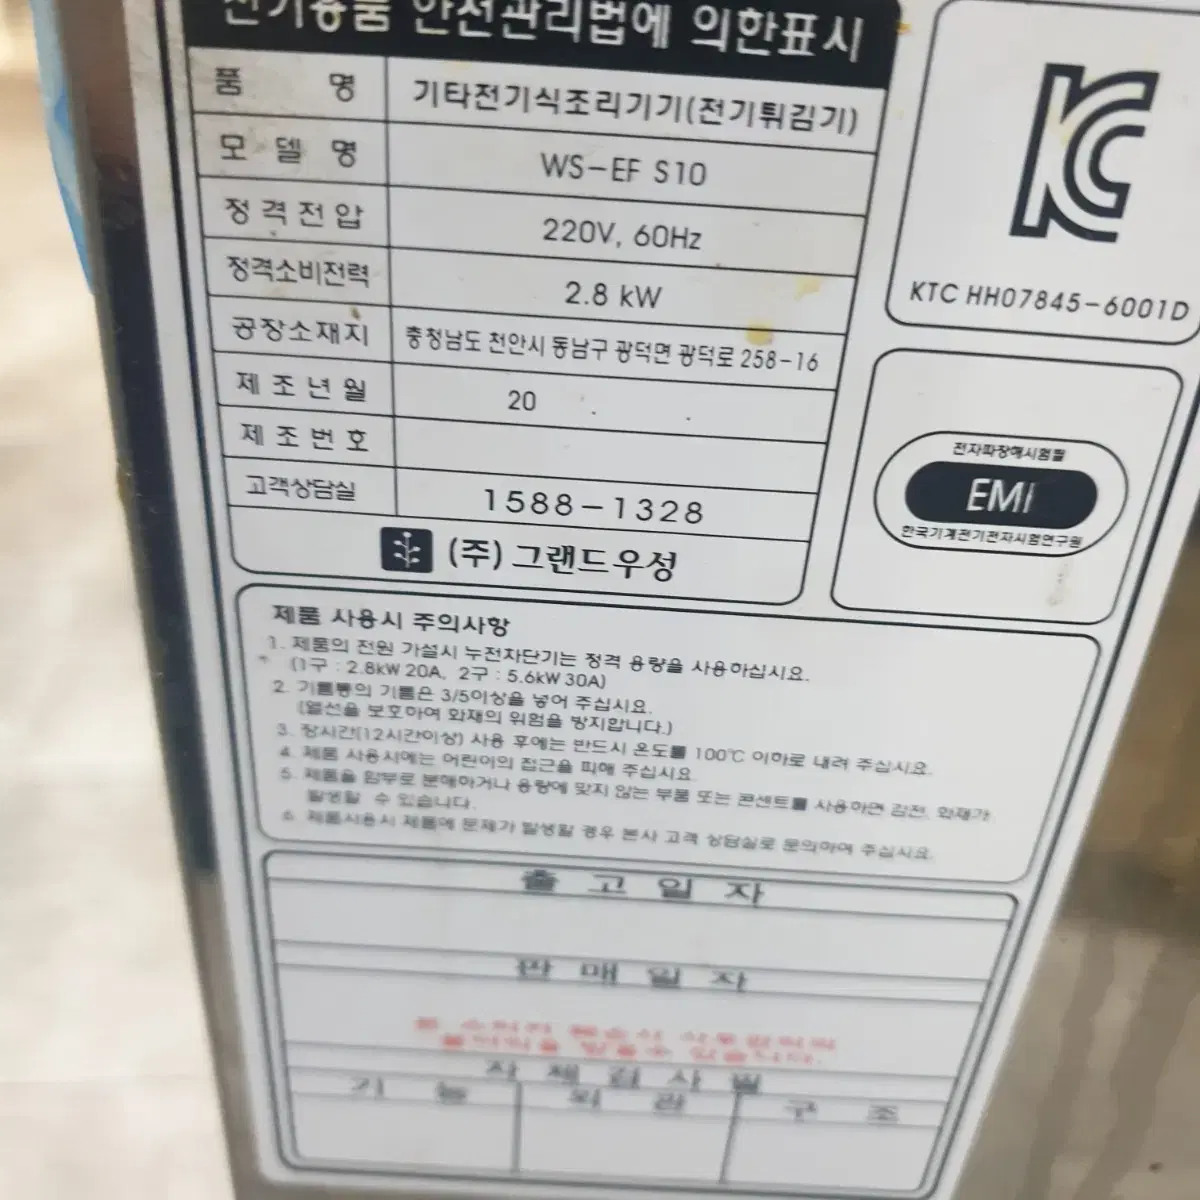 전기용품 안전관리법에 의한표시
품 명 기타전기식조리기기(전기튀김기)
모 델 명 WS-EF S10
정격전압 220V, 60Hz
정격소비전력 2.8 kW
공장소재지 충청남도 천안시 동남구 광덕면 광덕로 258-16
제조년월 20 . .
제조번호
고객상담실 1588-1328
(주)그랜드우성
KC
KTC HH07845-6001D
전자파장해시험필
EMI
한국기계전기전자시험연구원
제품 사용시 주의사항
1. 제품의 전원 가설시 누전차단기는 정격 용량을 사용하십시요.
(1구 : 2.8kW 20A, 2구 : 5.6kW 30A)
2. 기름통의 기름은 3/5이상을 넣어 주십시요.
(열선을 보호하여 화재의 위험을 방지합니다.)
3. 장시간(12시간이상) 사용 후에는 반드시 온도를 100℃ 이하로 내려 주십시요.
4. 제품 사용시에는 어린이의 접근을 피해 주십시요.
5. 제품을 임부로 분해하거나 용량에 맞지 않는 부품 또는 콘센트를 사용하면 감전, 화재가
발생할 수 있습니다.
6. 제품사용시 제품에 문제가 발생할 경우 본사 고객 상담실로 문의하여 주십시요.
출 고 일 자
판 매 일 자
자 체 검 사 필
기 능 외 관 구 조